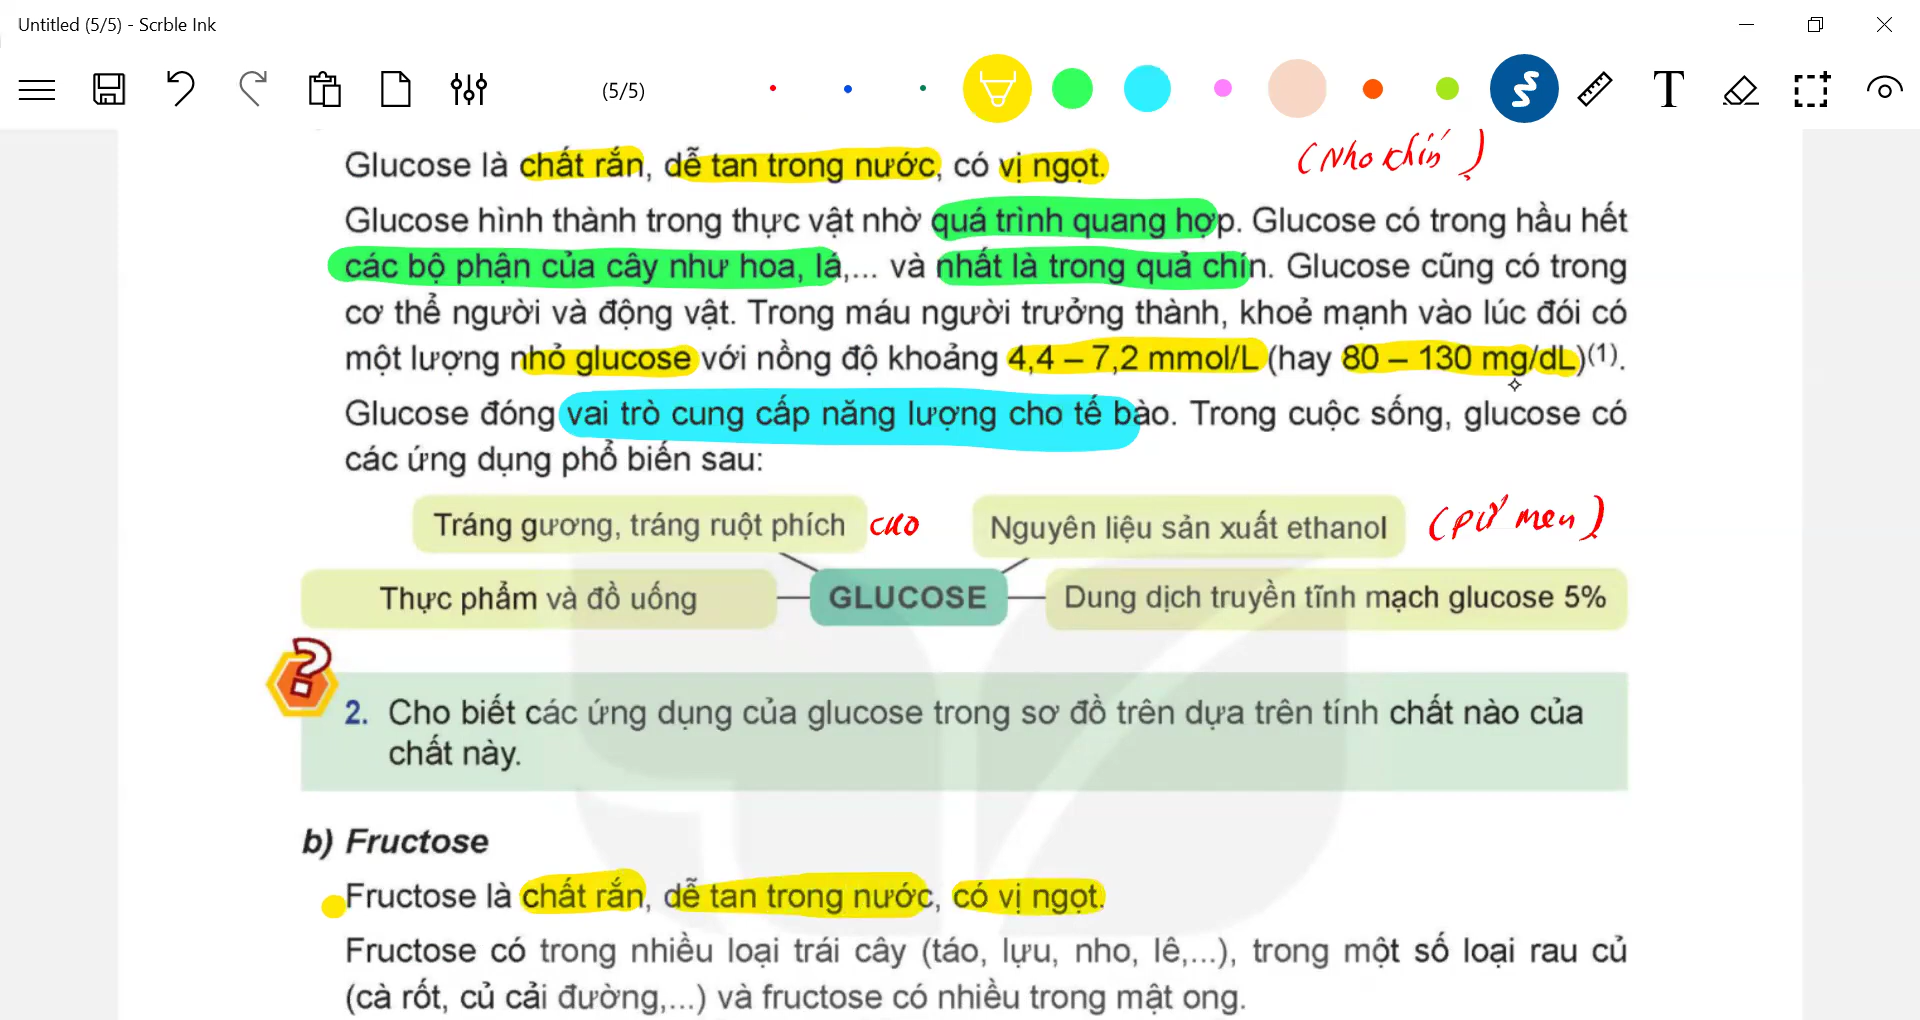 Untitled (5/5) - Scrble Ink
(5/5)
T
Glucose là chất rắn, dễ tan trong nước, có vị ngọt.
(Nho chín)
Glucose hình thành trong thực vật nhờ quá trình quang hợp. Glucose có trong hầu hết
các bộ phận của cây như hoa, lá,... và nhất là trong quả chín. Glucose cũng có trong
cơ thể người và động vật. Trong máu người trưởng thành, khoẻ mạnh vào lúc đói có
một lượng nhỏ glucose với nồng độ khoảng 4,4 – 7,2 mmol/L (hay 80 – 130 mg/dL)(1).
Glucose đóng vai trò cung cấp năng lượng cho tế bào. Trong cuộc sống, glucose có
các ứng dụng phổ biến sau:
Tráng gương, tráng ruột phích
CHO
Nguyên liệu sản xuất ethanol
(pứ men)
Thực phẩm và đồ uống
GLUCOSE
Dung dịch truyền tĩnh mạch glucose 5%
?
2. Cho biết các ứng dụng của glucose trong sơ đồ trên dựa trên tính chất nào của
chất này.
b) Fructose
Fructose là chất rắn, dễ tan trong nước, có vị ngọt.
Fructose có trong nhiều loại trái cây (táo, lựu, nho, lê,...), trong một số loại rau củ
(cà rốt, củ cải đường,...) và fructose có nhiều trong mật ong.